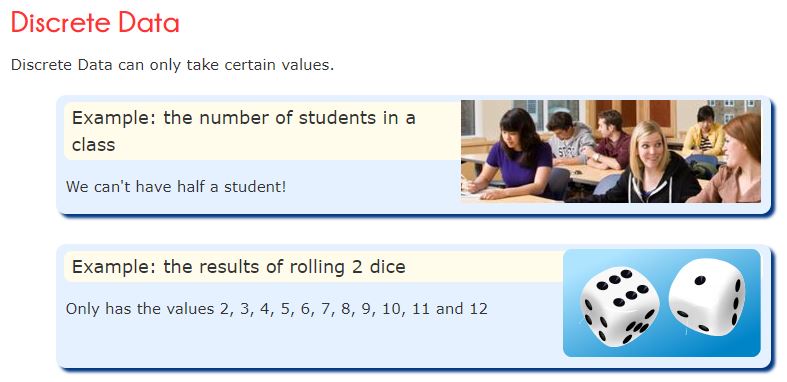 Discrete Data
Discrete Data can only take certain values.
Example: the number of students in a
class
We can't have half a student!
Example: the results of rolling 2 dice
Only has the values 2, 3, 4, 5, 6, 7, 8, 9, 10, 11 and 12